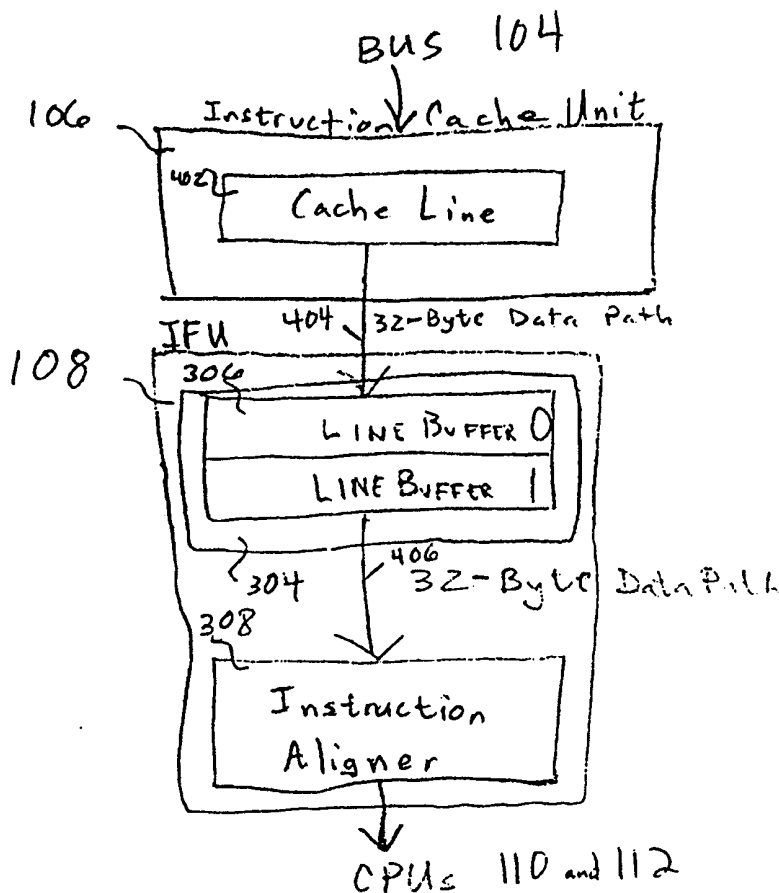 BUS 104
106
Instruction Cache Unit
402
Cache Line
404 32-Byte Data Path
IFU
108
306
LINE BUFFER 0
LINE BUFFER 1
304
406
32-Byte Data Path
308
Instruction
Aligner
CPUs 110 and 112